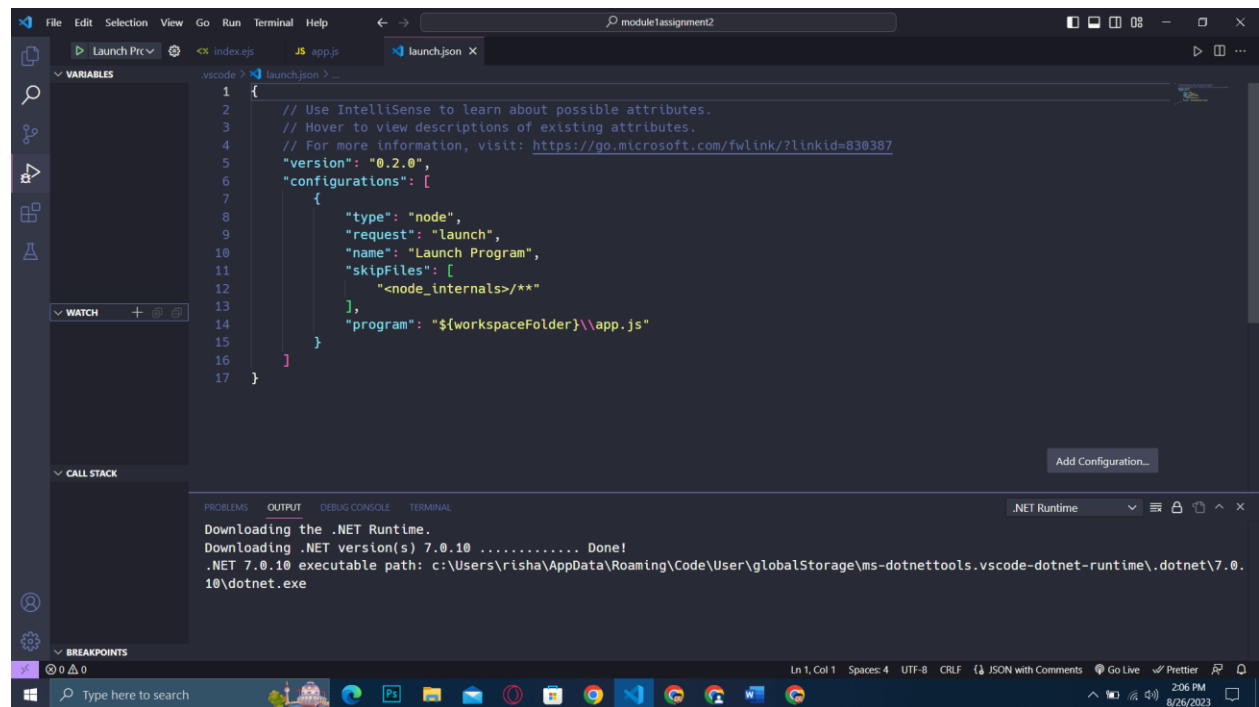 File Edit Selection View Go Run Terminal Help module1assignment2
Launch Prc index.ejs JS app.js launch.json
VARIABLES
.vscode > launch.json > ...
1 {
2 // Use IntelliSense to learn about possible attributes.
3 // Hover to view descriptions of existing attributes.
4 // For more information, visit: https://go.microsoft.com/fwlink/?linkid=830387
5 "version": "0.2.0",
6 "configurations": [
7 {
8 "type": "node",
9 "request": "launch",
10 "name": "Launch Program",
11 "skipFiles": [
12 "<node_internals>/**"
13 ],
14 "program": "${workspaceFolder}\\app.js"
15 }
16 ]
17 }
WATCH
Add Configuration...
CALL STACK
PROBLEMS OUTPUT DEBUG CONSOLE TERMINAL .NET Runtime
Downloading the .NET Runtime.
Downloading .NET version(s) 7.0.10 ............. Done!
.NET 7.0.10 executable path: c:\Users\risha\AppData\Roaming\Code\User\globalStorage\ms-dotnettools.vscode-dotnet-runtime\.dotnet\7.0.
10\dotnet.exe
BREAKPOINTS
0 0 Ln 1, Col 1 Spaces: 4 UTF-8 CRLF JSON with Comments Go Live Prettier
Type here to search Ps W 2:06 PM
8/26/2023